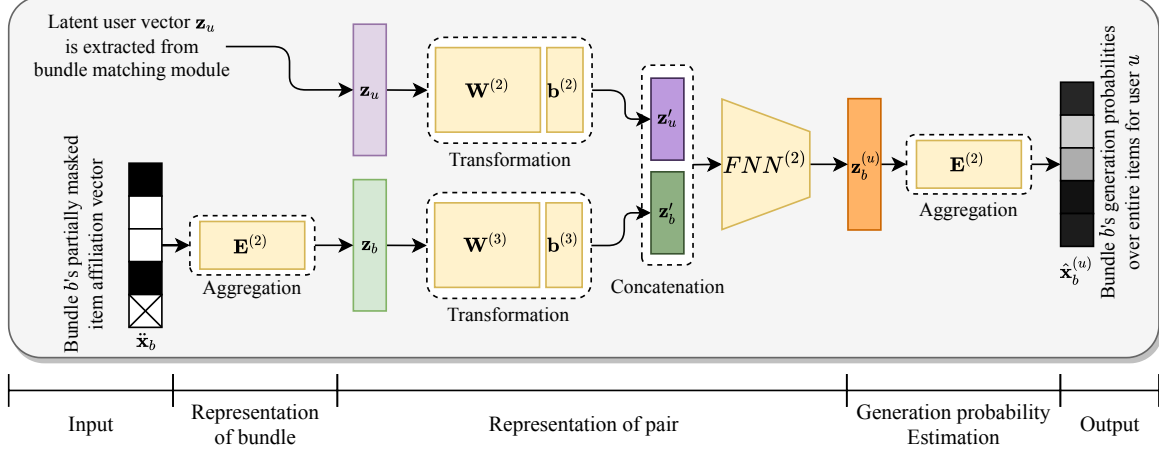 Latent user vector 𝐳ᵤ
is extracted from
bundle matching module
Bundle b's partially masked
item affiliation vector
ẍ_b
E^(2)
Aggregation
z_u
z_b
W^(2)
b^(2)
Transformation
W^(3)
b^(3)
Transformation
z'_u
z'_b
Concatenation
FNN^(2)
z_b^(u)
E^(2)
Aggregation
x̂_b^(u)
Bundle b's generation probabilities
over entire items for user u
Input
Representation
of bundle
Representation of pair
Generation probability
Estimation
Output